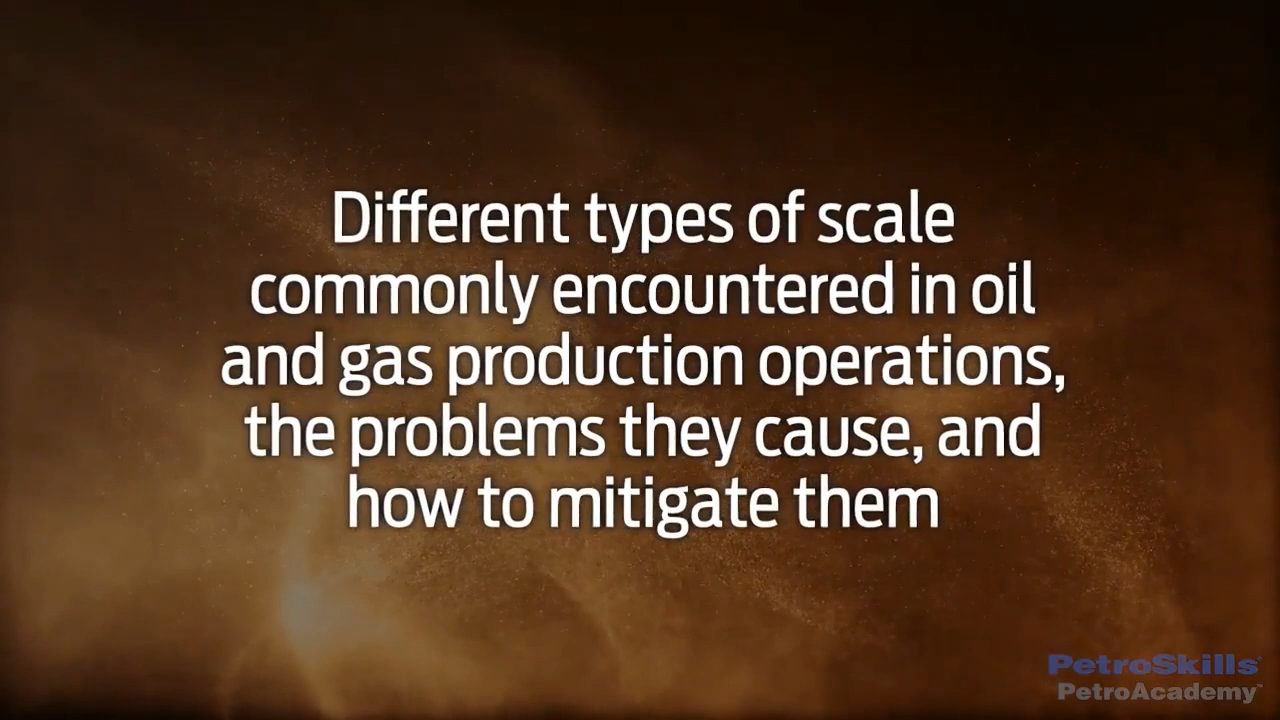 Different types of scale
commonly encountered in oil
and gas production operations,
the problems they cause, and
how to mitigate them
PetroSkills®
PetroAcademy™